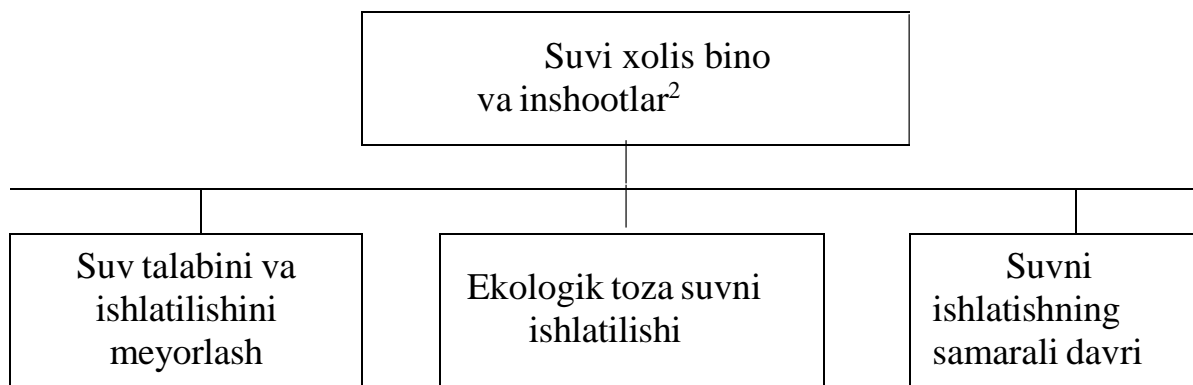 Suvi xolis bino
va inshootlar²
Suv talabini va
ishlatilishini
meyorlash
Ekologik toza suvni
ishlatilishi
Suvni
ishlatishning
samarali davri